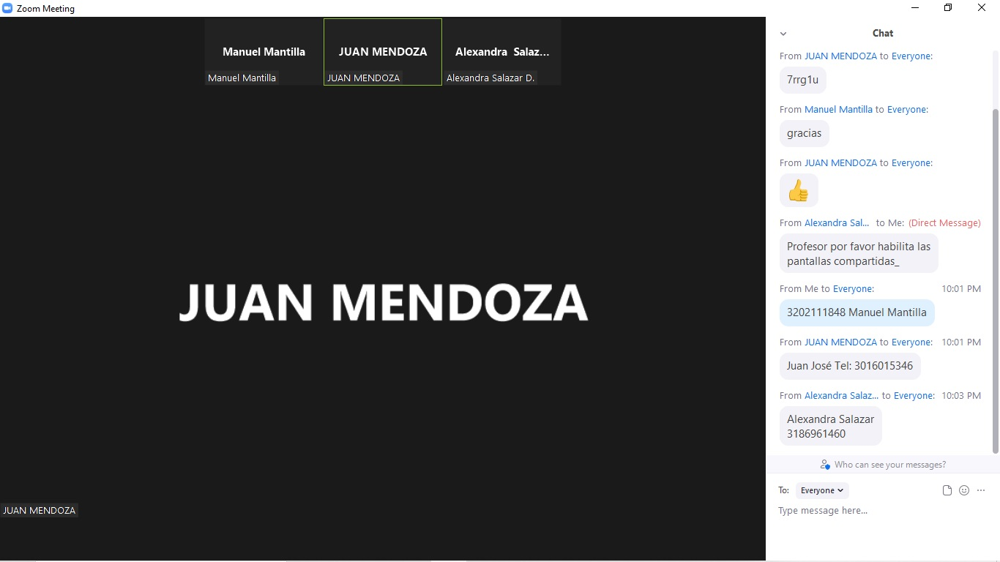 Zoom Meeting
Manuel Mantilla
JUAN MENDOZA
Alexandra Salaz...
Manuel Mantilla
JUAN MENDOZA
Alexandra Salazar D.
JUAN MENDOZA
JUAN MENDOZA
Chat
From JUAN MENDOZA to Everyone:
7rrg1u
From Manuel Mantilla to Everyone:
gracias
From JUAN MENDOZA to Everyone:
👍
From Alexandra Sal... to Me: (Direct Message)
Profesor por favor habilita las
pantallas compartidas_
From Me to Everyone: 10:01 PM
3202111848 Manuel Mantilla
From JUAN MENDOZA to Everyone: 10:01 PM
Juan José Tel: 3016015346
From Alexandra Salaz... to Everyone: 10:03 PM
Alexandra Salazar
3186961460
Who can see your messages?
To: Everyone
Type message here...